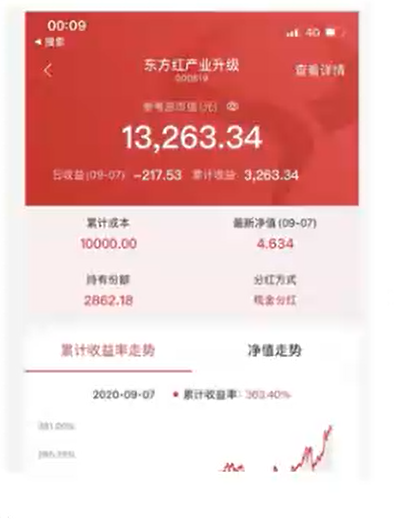 00:09
4G
◀ 搜索
东方红产业升级
000619
查看详情
参考总市值(元)
13,263.34
日收益(09-07) -217.53 累计收益 3,263.34
累计成本 最新净值(09-07)
10000.00 4.634
持有份额 分红方式
2862.18 现金分红
累计收益率走势 净值走势
2020-09-07 累计收益率: 363.40%